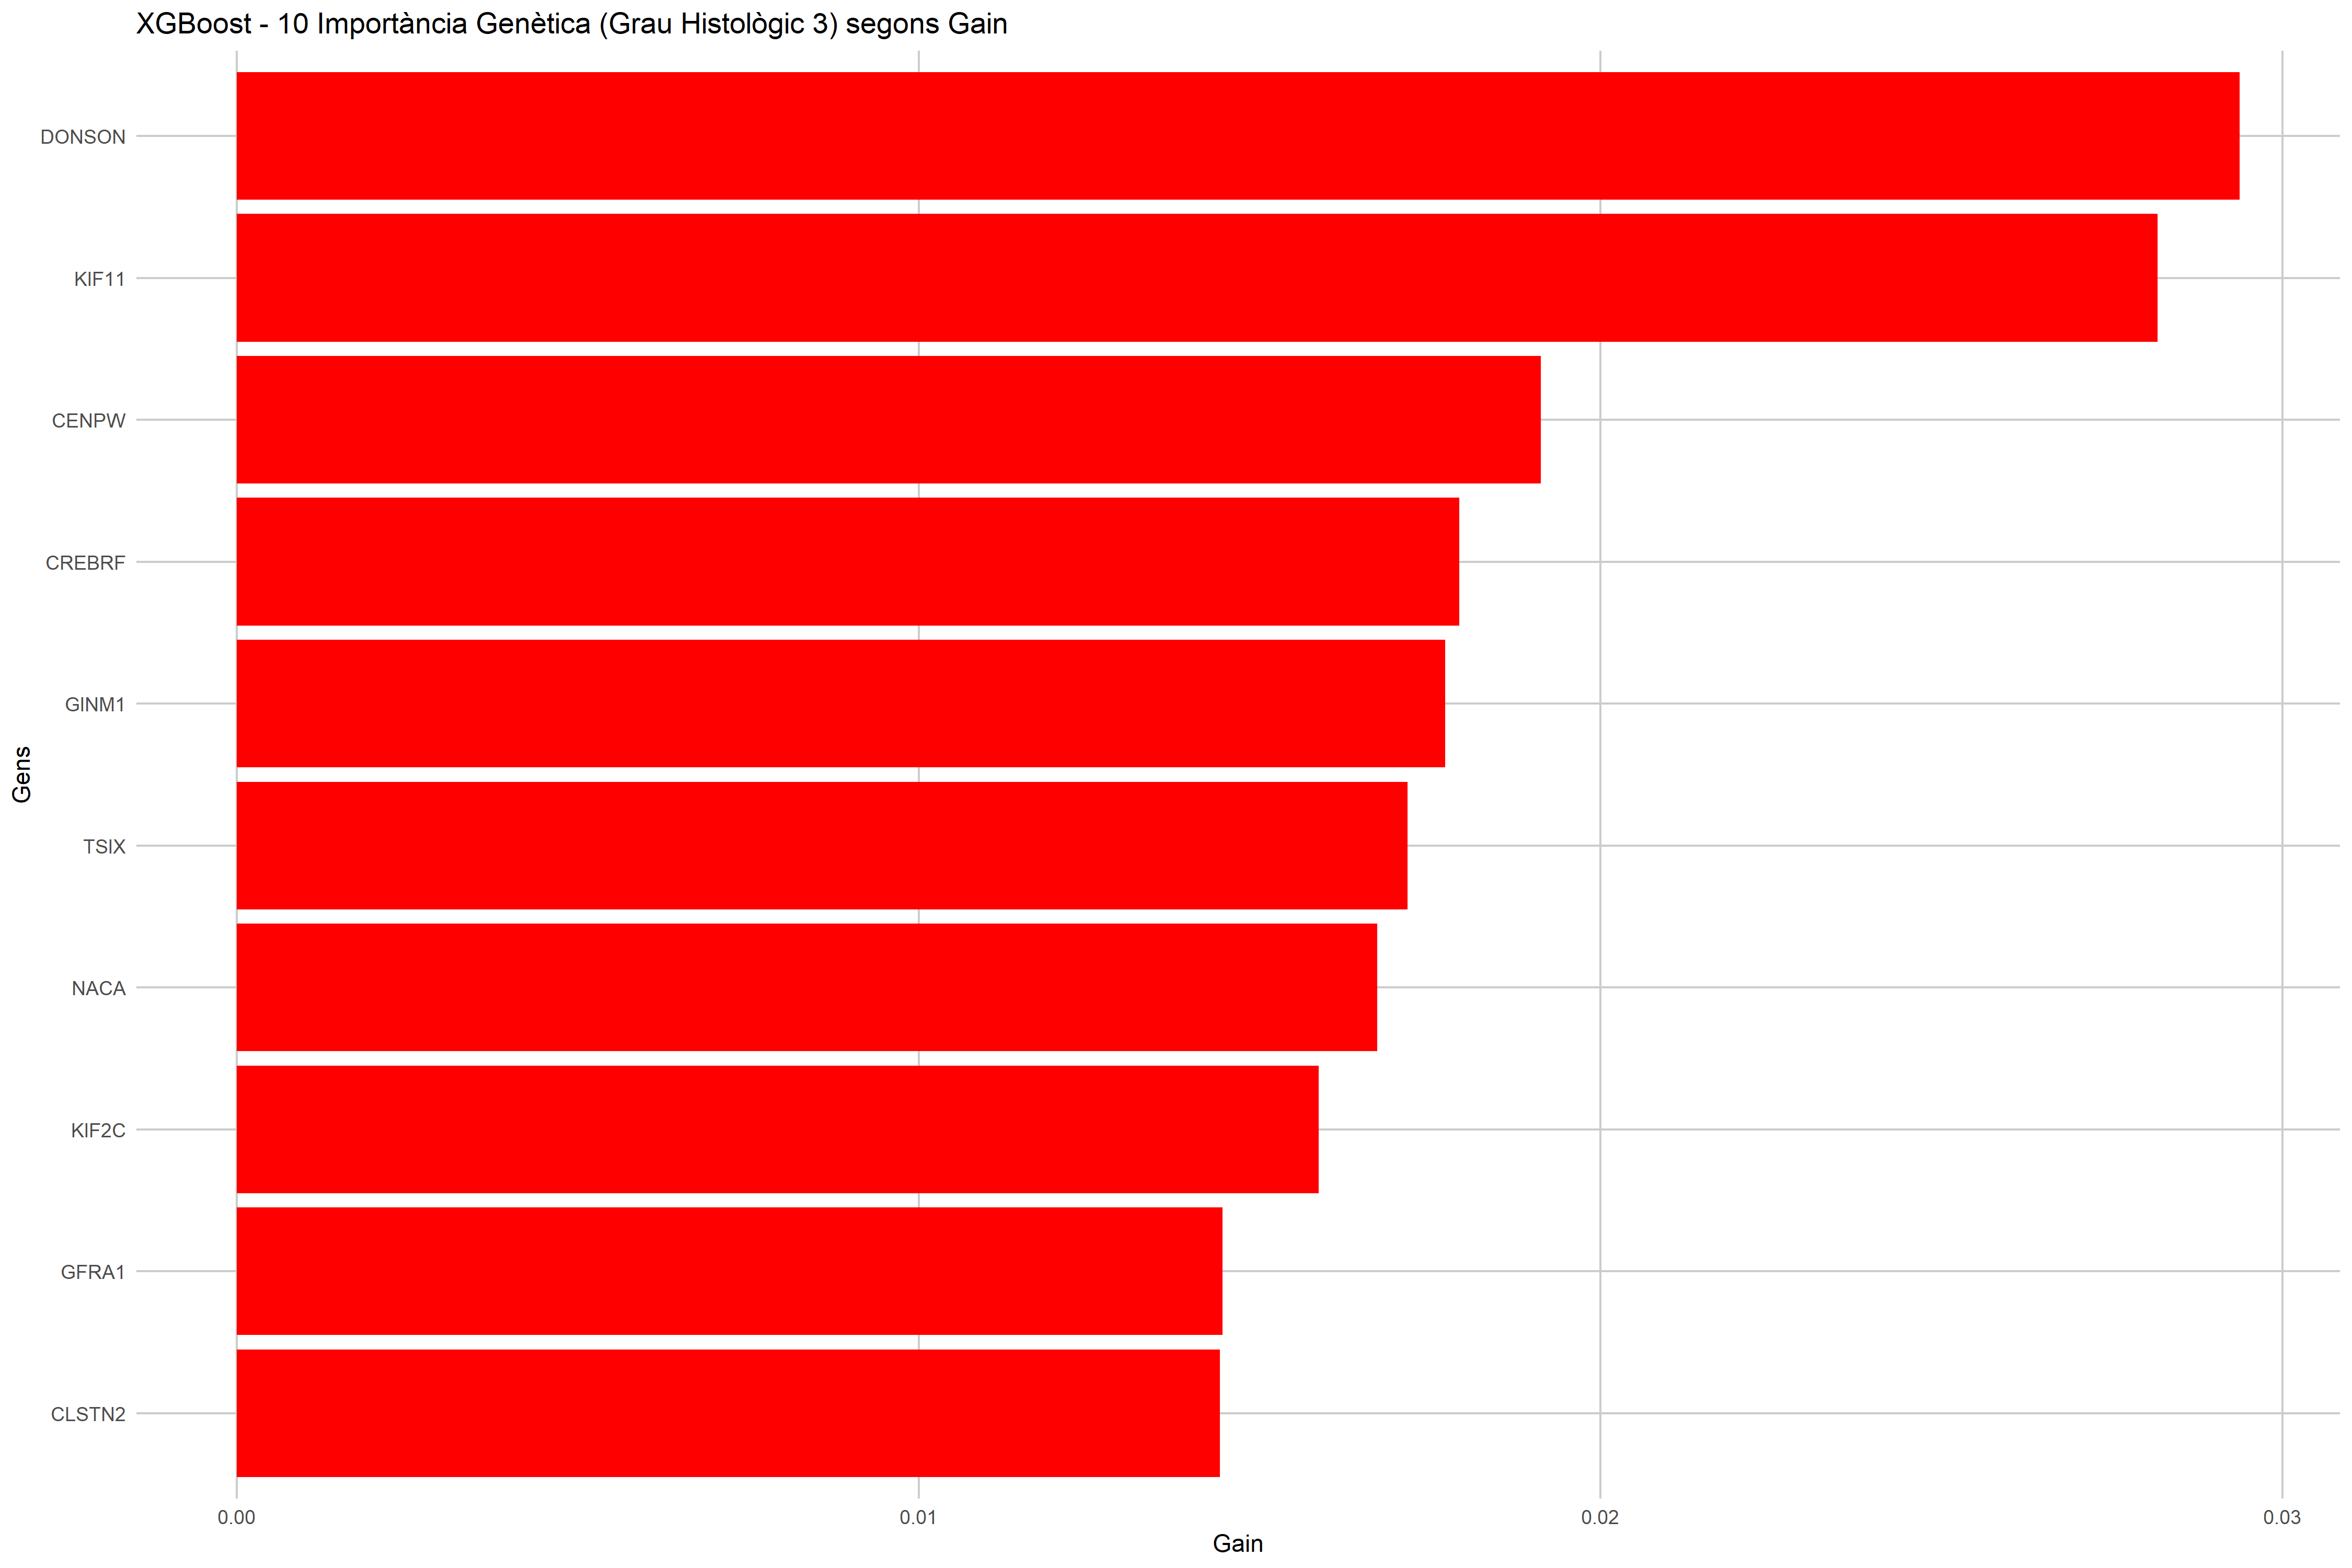 XGBoost - 10 Importància Genètica (Grau Histològic 3) segons Gain
DONSON
KIF11
CENPW
CREBRF
GINM1
TSIX
NACA
KIF2C
GFRA1
CLSTN2
Gens
0.00 0.01 0.02 0.03
Gain